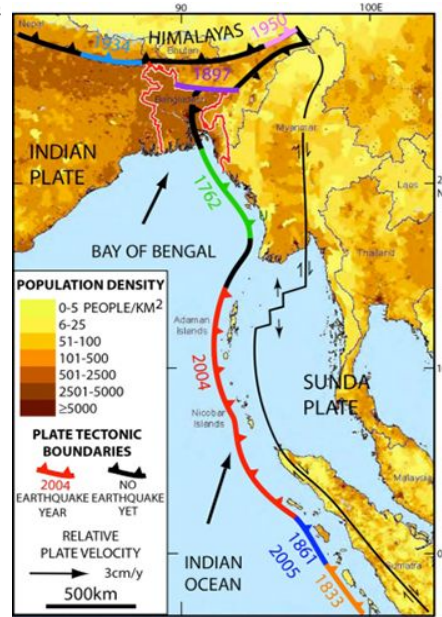 90
100E
HIMALAYAS
1950
1934
Bhutan
1897
Bangladesh
INDIAN
PLATE
Myanmar
Laos
1762
2
BAY OF BENGAL
Thailand
POPULATION DENSITY
0-5 PEOPLE/KM2
6-25
51-100
101-500
501-2500
2501-5000
≥5000
Adaman
Islands
1
2004
SUNDA
PLATE
Nicobar
Islands
PLATE TECTONIC
BOUNDARIES
2004
EARTHQUAKE
YEAR
NO
EARTHQUAKE
YET
Malaysia
RELATIVE
PLATE VELOCITY
3cm/y
500km
INDIAN
OCEAN
1861
2005
1833
Sumatra
0